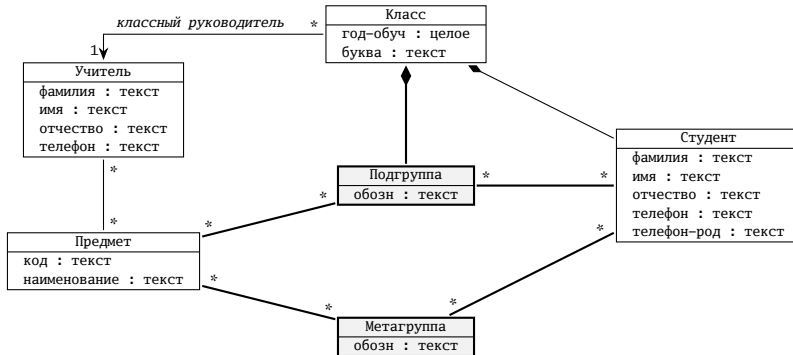 Класс
год-обуч : целое
буква : текст
классный руководитель
*
1
Учитель
фамилия : текст
имя : текст
отчество : текст
телефон : текст
*
*
Студент
фамилия : текст
имя : текст
отчество : текст
телефон : текст
телефон-род : текст
Подгруппа
обозн : текст
*
*
*
*
Предмет
код : текст
наименование : текст
*
*
*
*
Метагруппа
обозн : текст